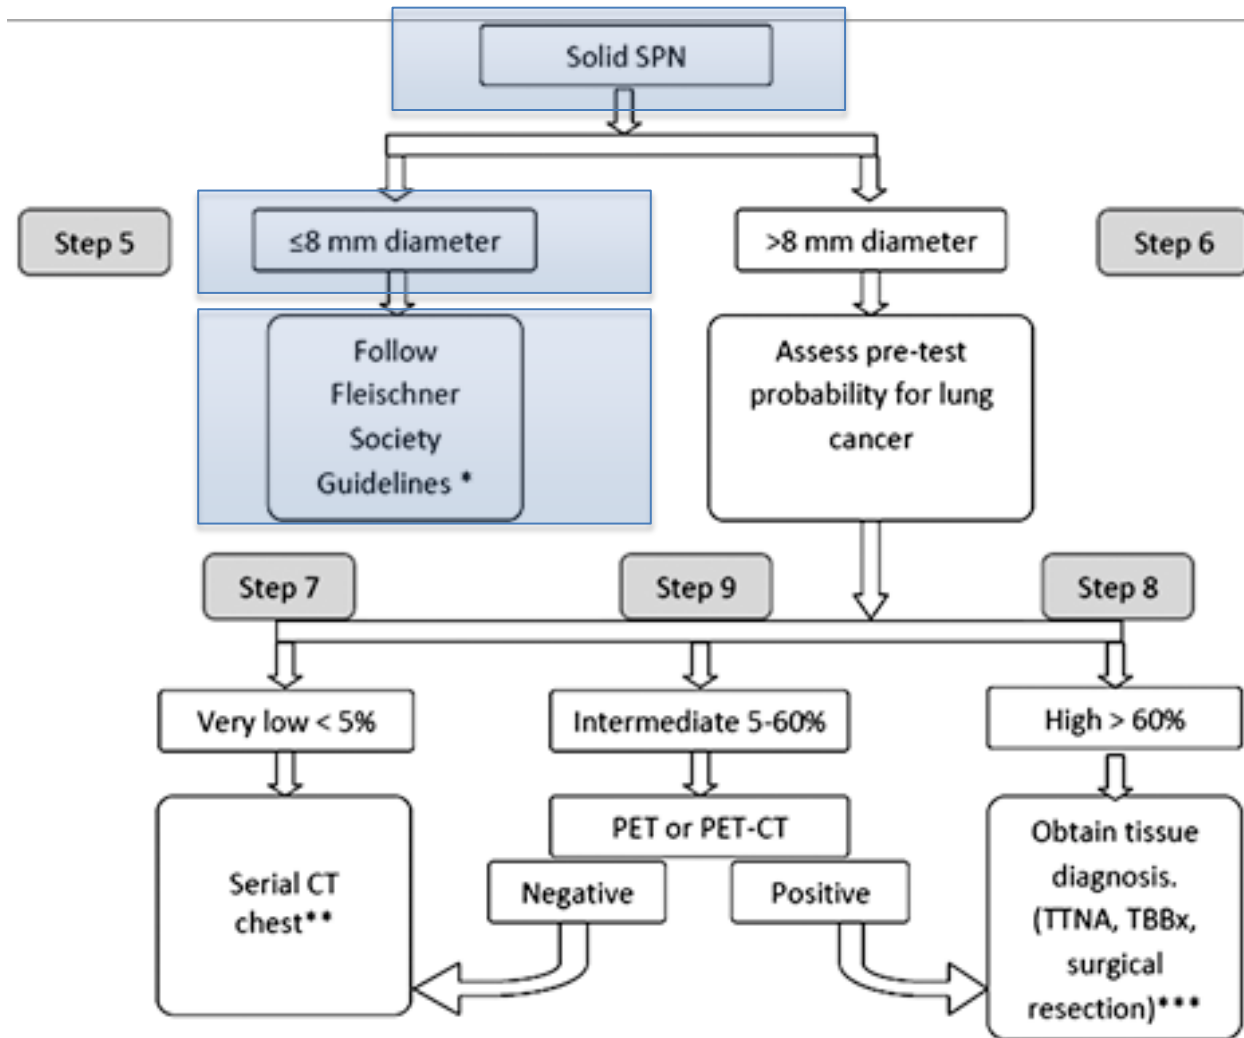 Solid SPN
Step 5
≤8 mm diameter
>8 mm diameter
Step 6
Follow
Fleischner
Society
Guidelines *
Assess pre-test
probability for lung
cancer
Step 7
Step 9
Step 8
Very low < 5%
Intermediate 5-60%
High > 60%
Serial CT
chest**
PET or PET-CT
Negative
Positive
Obtain tissue
diagnosis.
(TTNA, TBBx,
surgical
resection)***